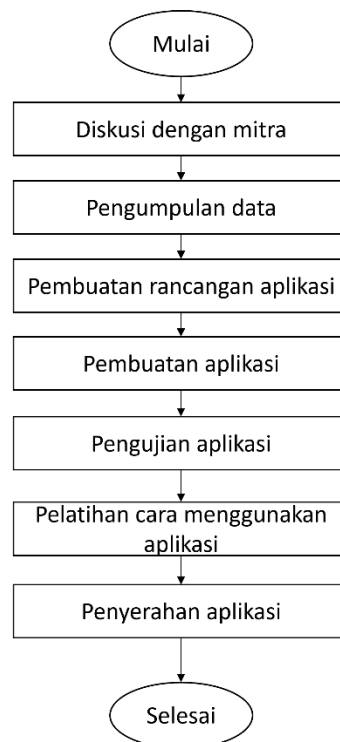 Mulai
Diskusi dengan mitra
Pengumpulan data
Pembuatan rancangan aplikasi
Pembuatan aplikasi
Pengujian aplikasi
Pelatihan cara menggunakan
aplikasi
Penyerahan aplikasi
Selesai